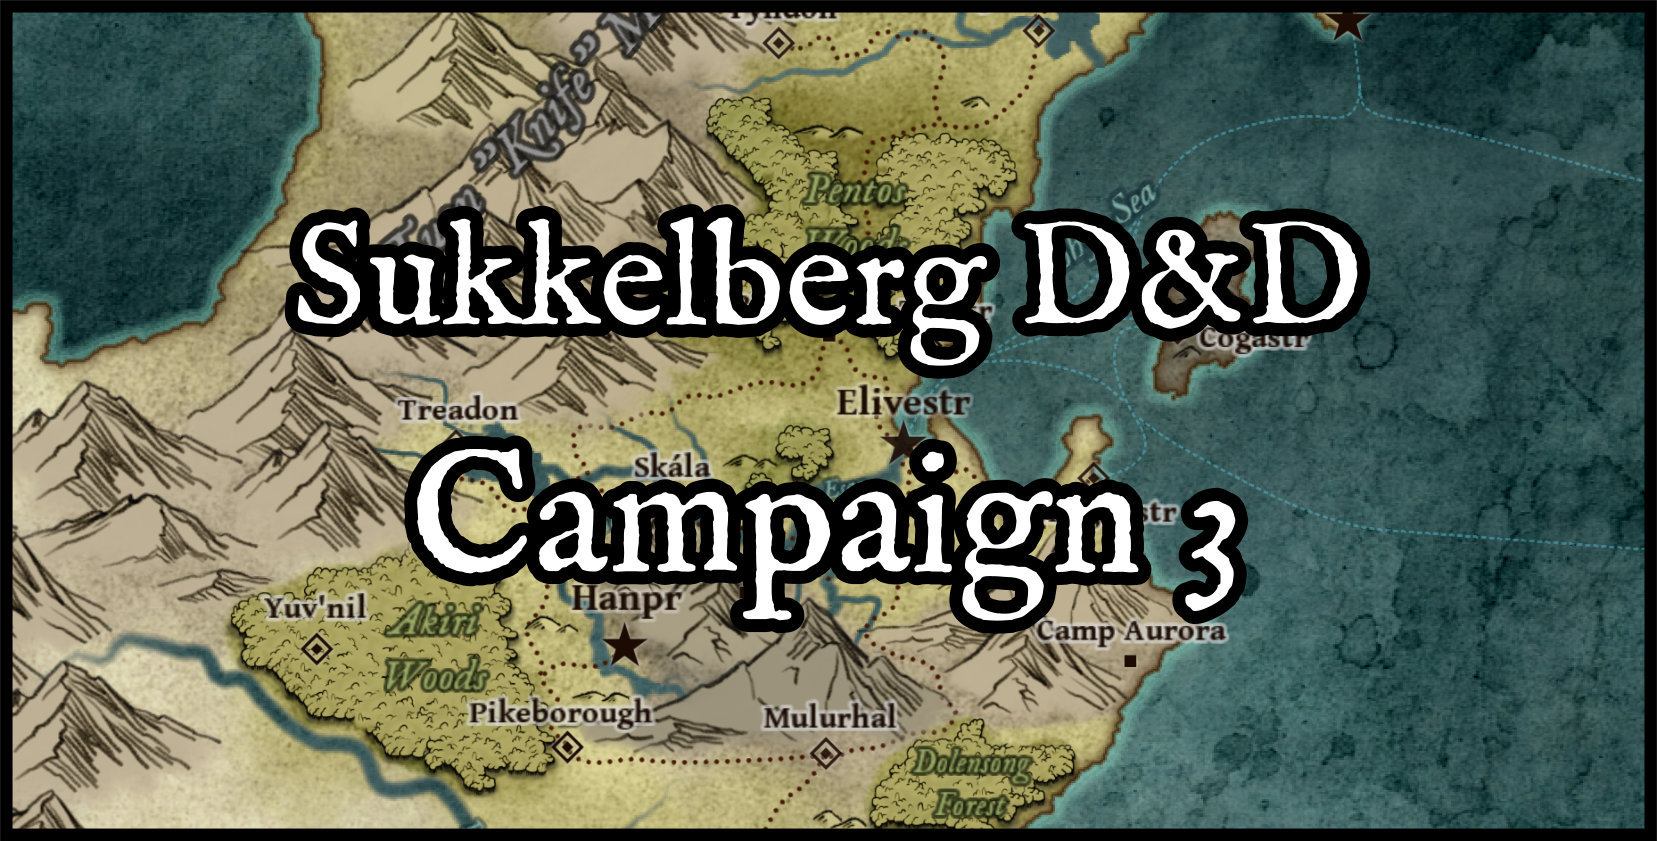 "Knife"
Pentos
Woods
Sea
Sukkelberg D&D
Cogastr
Treadon
Elivestr
Skála
Campaign 3
Hanpr
Yuv'nil
Akiri
Woods
Camp Aurora
Pikeborough
Mulurhal
Dolensong
Forest